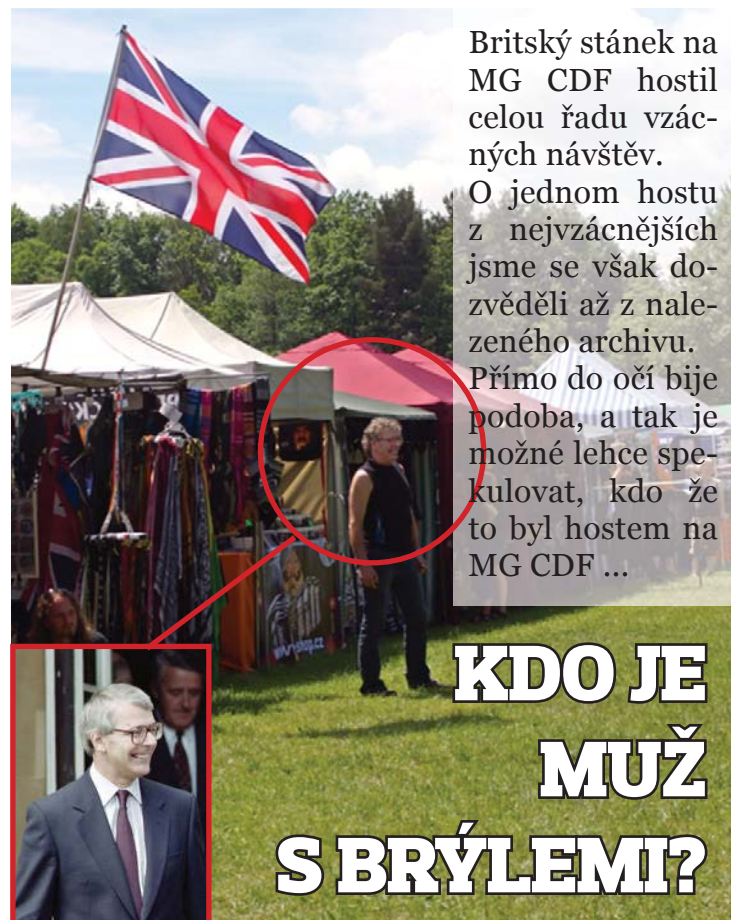 Britský stánek na
MG CDF hostil
celou řadu vzác-
ných návštěv.
O jednom hostu
z nejvzácnějších
jsme se však do-
zvěděli až z nale-
zeného archivu.
Přímo do očí bije
podoba, a tak je
možné lehce spe-
kulovat, kdo že
to byl hostem na
MG CDF ...
KDO JE
MUŽ
S BRÝLEMI?